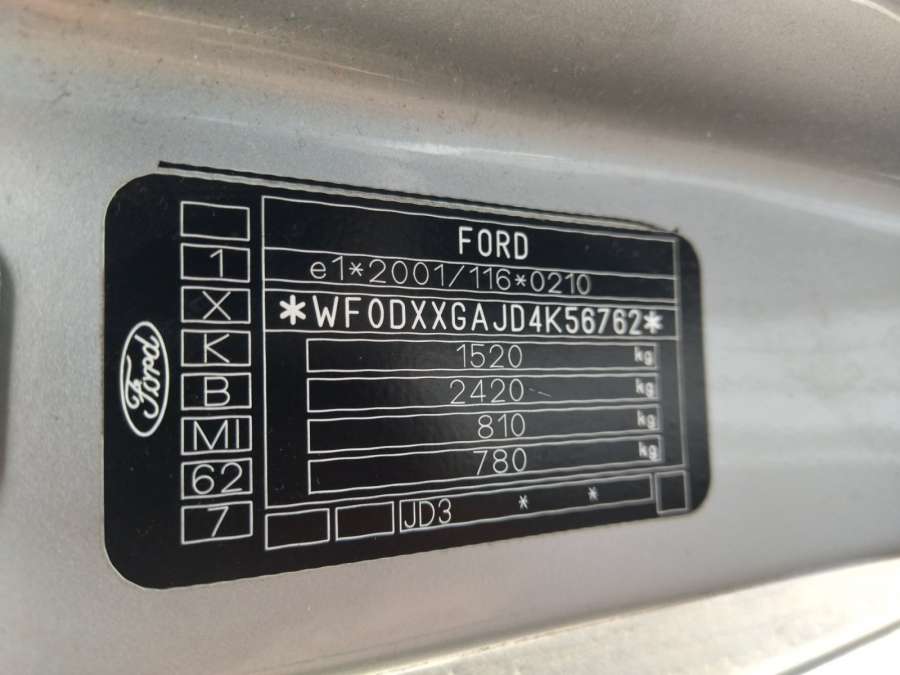 Ford
1
X
K
B
MI
62
7
FORD
e1*2001/116*0210
*WF0DXXGAJD4K56762*
1520 kg
2420 kg
810 kg
780 kg
JD3 * *